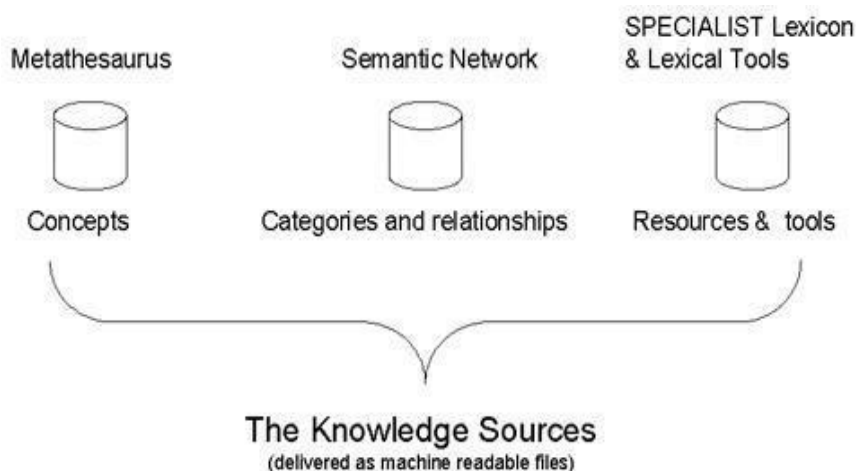 Metathesaurus
Semantic Network
SPECIALIST Lexicon
& Lexical Tools
Concepts
Categories and relationships
Resources & tools
The Knowledge Sources
(delivered as machine readable files)